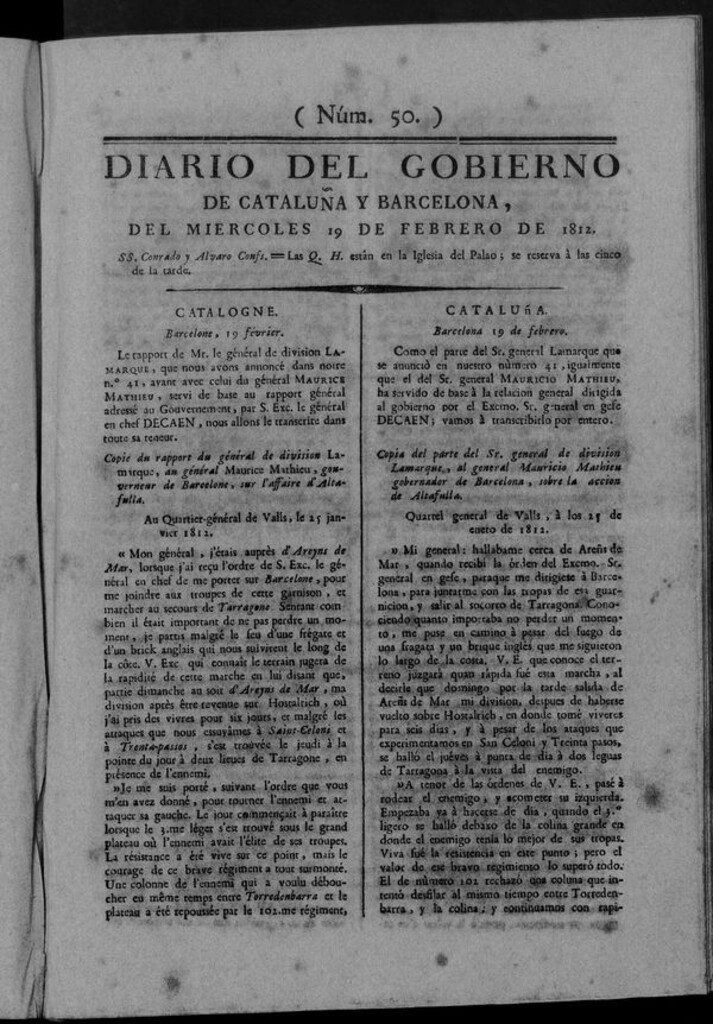 ( Núm. 50. )
DIARIO DEL GOBIERNO
DE CATALUÑA Y BARCELONA,
DEL MIERCOLES 19 DE FEBRERO DE 1812.
SS. Conrado y Alvaro Confs. = Las Q. H. están en la Iglesia del Palao; se reserva à las cinco
de la tarde.
CATALOGNE.
Barcelone, 19 février.
Le rapport de Mr. le général de division LA-
MARQUE, que nous avons annoncé dans notre
n.º 41, avant avec celui du général MAURICE
MATHIEU, servi de base au rapport général
adressé au Gouvernement, par S. Exc. le général
en chef DECAEN, nous allons le transcrire dans
toute sa teneur.
Copie du rapport du général de division La-
marque, au général Maurice Mathieu, gou-
verneur de Barcelone, sur l'affaire d'Alta-
fulla.
Au Quartier-général de Valls, le 25 jan-
vier 1812.
« Mon général, j'étais auprès d'Areyns de
Mar, lorsque j'ai reçu l'ordre de S. Exc. le gé-
néral en chef de me porter sur Barcelone, pour
me joindre aux troupes de cette garnison, et
marcher au secours de Tarragone. Sentant com-
bien il était important de ne pas perdre un mo-
ment, je partis malgré le feu d'une frégate et
d'un brick anglais qui nous suivirent le long de
la côte. V. Exc. qui connaît le terrain jugera de
la rapidité de cette marche en lui disant que,
partie dimanche au soir d'Areyns de Mar, ma
division après être revenue sur Hostalrich, où
j'ai pris des vivres pour six jours, et malgré les
attaques que nous essuyâmes à Saint-Celoni et
à Trenta-passos, s'est trouvée le jeudi à la
pointe du jour à deux lieues de Tarragone, en
présence de l'ennemi.
»Je me suis porté, suivant l'ordre que vous
m'en avez donné, pour tourner l'ennemi et at-
taquer sa gauche. Le jour commençait à paraître
lorsque le 3.me léger s'est trouvé sous le grand
plateau où l'ennemi avait l'élite de ses troupes.
La résistance a été vive sur ce point, mais le
courage de ce brave régiment a tout surmonté.
Une colonne de l'ennemi qui a voulu débou-
cher en même temps entre Torredenbarra et le
plateau a été repoussée par le 102.me régiment,
CATALUñA.
Barcelona 19 de febrero.
Como el parte del Sr. general Lamarque que
se anunció en nuestro número 41, igualmente
que el del Sr. general MAURICIO MATHIEU,
ha servido de base à la relacion general dirigida
al gobierno por el Excmo. Sr. general en gefe
DECAEN; vamos à transcribirlo por entero.
Copia del parte del Sr. general de division
Lamarque, al general Mauricio Mathieu
gobernador de Barcelona, sobre la accion
de Altafulla.
Quartel general de Valls, à los 25 de
enero de 1812.
» Mi general: hallabame cerca de Areñs de
Mar, quando recibí la órden del Excmo. Sr.
general en gefe, paraque me dirigiese à Barce-
lona, para juntarme con las tropas de esa guar-
nicion, y salir al socorro de Tarragona. Cono-
ciendo quanto importaba no perder un momen-
to, me puse en camino à pesar del fuego de
una fragata y un brique inglés que me siguieron
lo largo de la costa. V. E. que conoce el ter-
reno juzgará quan rápida fué esta marcha, al
decirle que domingo por la tarde salida de
Areñs de Mar mi division, despues de haberse
vuelto sobre Hostalrich, en donde tomé víveres
para seis dias, y à pesar de los ataques que
experimentamos en San Celoni y Treinta pasos,
se halló el juéves à punta de dia à dos leguas
de Tarragona à la vista del enemigo.
»A tenor de las órdenes de V. E., pasé à
rodear el enemigo, y acometer su izquierda.
Empezaba ya à hacerse de dia, quando el 3.º
ligero se halló debaxo de la colina grande en
donde el enemigo tenía lo mejor de sus tropas.
Viva fué la resistencia en este punto; pero el
valor de ese bravo regimiento lo superó todo.
El de número 102 rechazó una coluna que in-
tentó desfilar al mismo tiempo entre Torreden-
barra, y la colina; y continuamos con rapi-